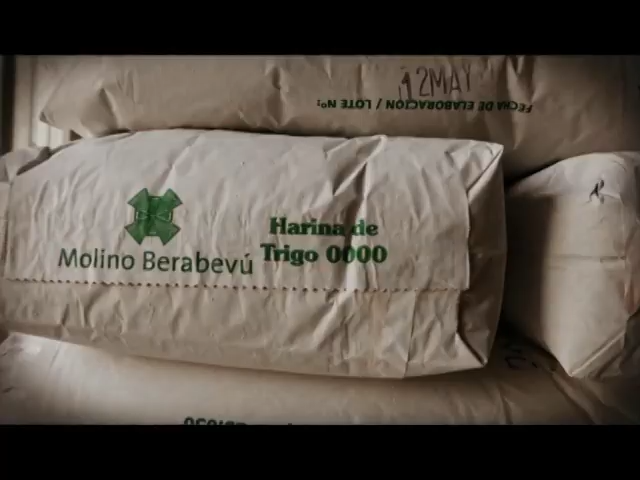 12MAY
FECHA DE ELABORACION / LOTE Nº:
Harina de
Trigo 0000
Molino Berabevú